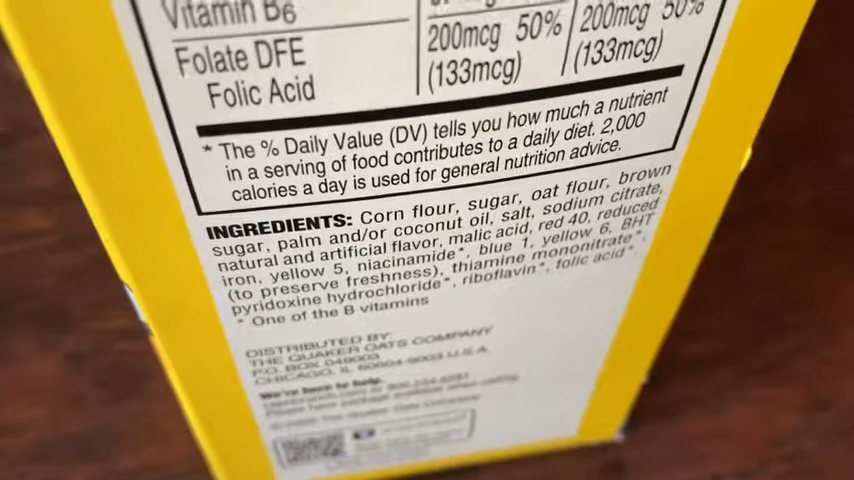 Vitamin B6
Folate DFE 200mcg 50% 200mcg 50%
Folic Acid (133mcg) (133mcg)
* The % Daily Value (DV) tells you how much a nutrient
in a serving of food contributes to a daily diet. 2,000
calories a day is used for general nutrition advice.
INGREDIENTS: Corn flour, sugar, oat flour, brown
sugar, palm and/or coconut oil, salt, sodium citrate,
natural and artificial flavor, malic acid, red 40, reduced
iron, yellow 5, niacinamide*, blue 1, yellow 6, BHT
(to preserve freshness), thiamine mononitrate*,
pyridoxine hydrochloride*, riboflavin*, folic acid*.
* One of the B vitamins
DISTRIBUTED BY:
THE QUAKER OATS COMPANY
P.O. BOX 049003
CHICAGO, IL 60604-9003 U.S.A.
We're here to help.